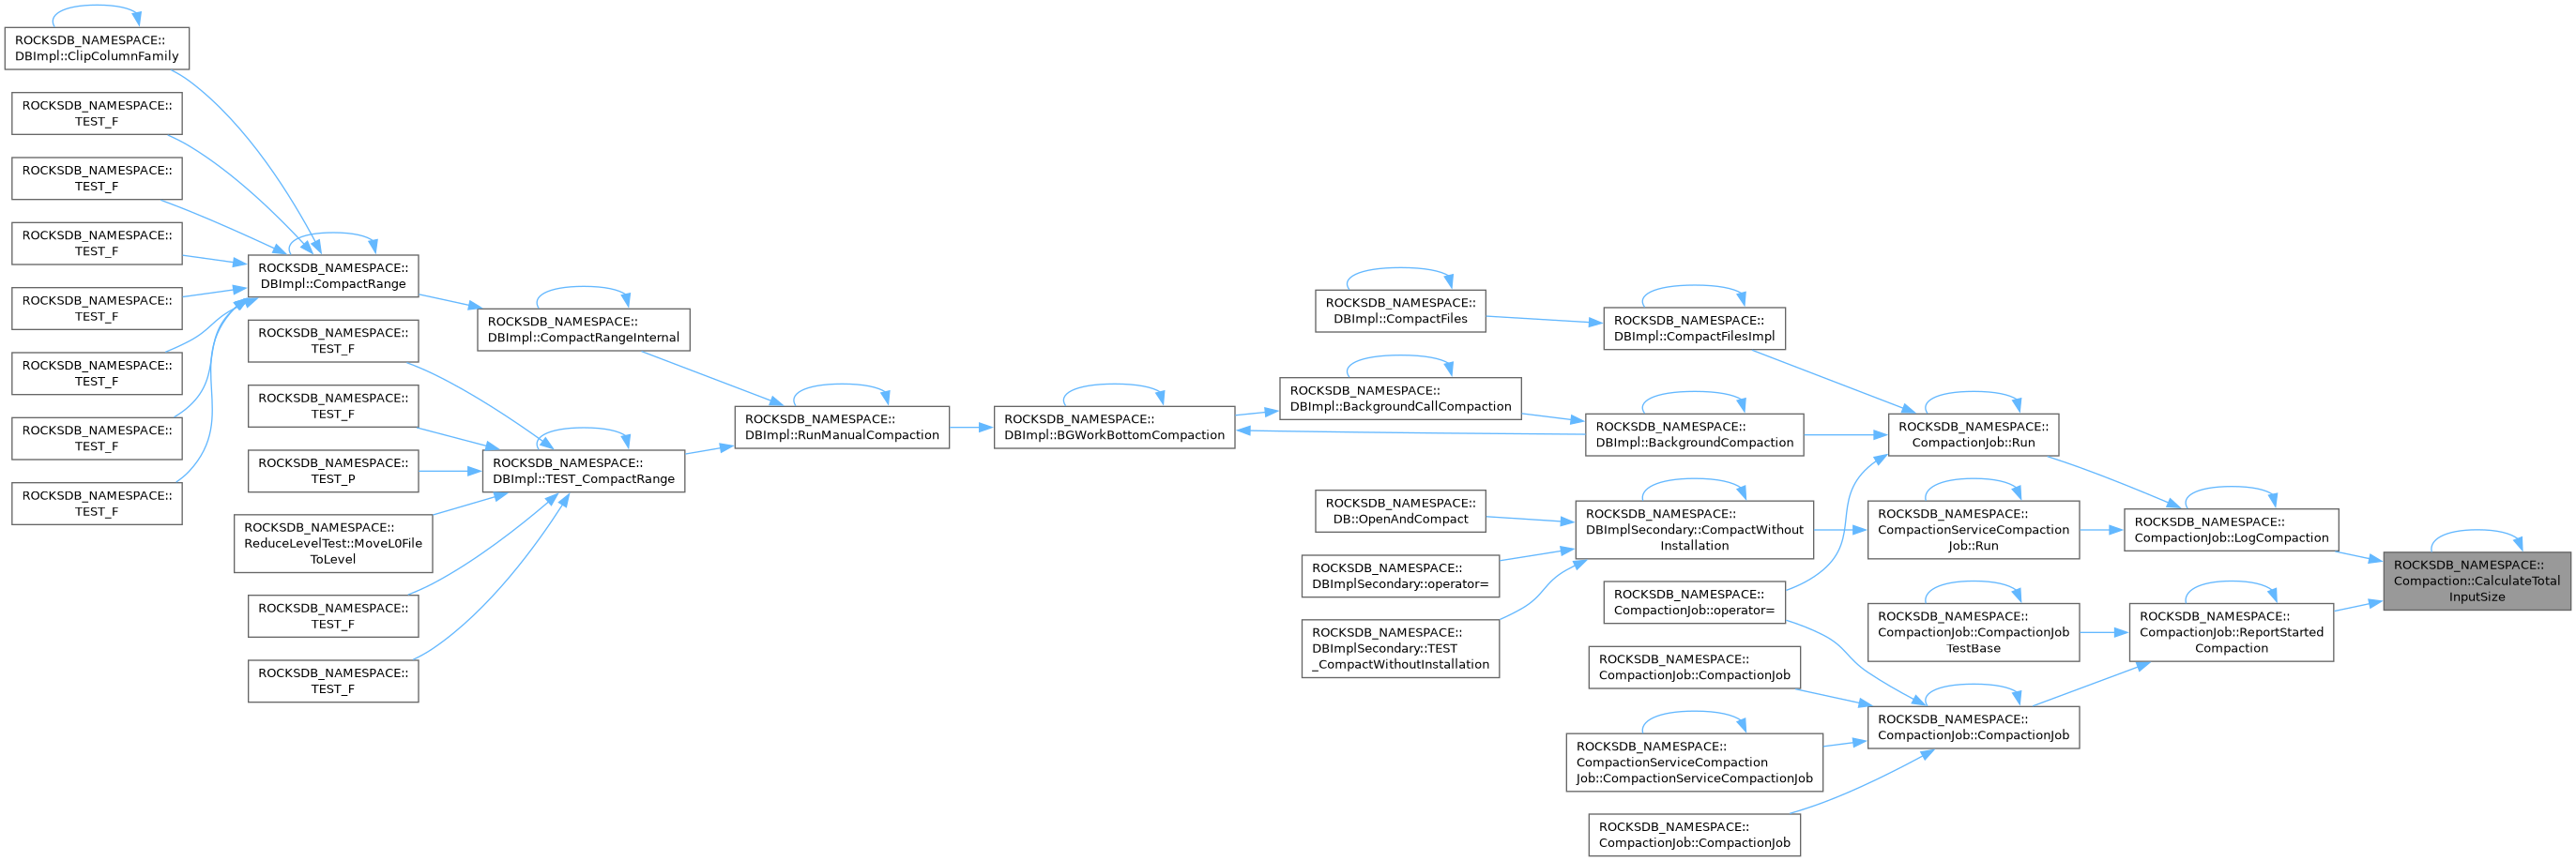 ROCKSDB_NAMESPACE::
DBImpl::ClipColumnFamily
ROCKSDB_NAMESPACE::
TEST_F
ROCKSDB_NAMESPACE::
TEST_F
ROCKSDB_NAMESPACE::
TEST_F
ROCKSDB_NAMESPACE::
TEST_F
ROCKSDB_NAMESPACE::
TEST_F
ROCKSDB_NAMESPACE::
TEST_F
ROCKSDB_NAMESPACE::
TEST_F
ROCKSDB_NAMESPACE::
DBImpl::CompactRange
ROCKSDB_NAMESPACE::
TEST_F
ROCKSDB_NAMESPACE::
TEST_F
ROCKSDB_NAMESPACE::
TEST_P
ROCKSDB_NAMESPACE::
ReduceLevelTest::MoveL0File
ToLevel
ROCKSDB_NAMESPACE::
TEST_F
ROCKSDB_NAMESPACE::
TEST_F
ROCKSDB_NAMESPACE::
DBImpl::CompactRangeInternal
ROCKSDB_NAMESPACE::
DBImpl::TEST_CompactRange
ROCKSDB_NAMESPACE::
DBImpl::RunManualCompaction
ROCKSDB_NAMESPACE::
DBImpl::BGWorkBottomCompaction
ROCKSDB_NAMESPACE::
DBImpl::CompactFiles
ROCKSDB_NAMESPACE::
DBImpl::BackgroundCallCompaction
ROCKSDB_NAMESPACE::
DB::OpenAndCompact
ROCKSDB_NAMESPACE::
DBImplSecondary::operator=
ROCKSDB_NAMESPACE::
DBImplSecondary::TEST
_CompactWithoutInstallation
ROCKSDB_NAMESPACE::
DBImpl::CompactFilesImpl
ROCKSDB_NAMESPACE::
DBImpl::BackgroundCompaction
ROCKSDB_NAMESPACE::
DBImplSecondary::CompactWithout
Installation
ROCKSDB_NAMESPACE::
CompactionJob::operator=
ROCKSDB_NAMESPACE::
CompactionJob::CompactionJob
ROCKSDB_NAMESPACE::
CompactionServiceCompaction
Job::CompactionServiceCompactionJob
ROCKSDB_NAMESPACE::
CompactionJob::CompactionJob
ROCKSDB_NAMESPACE::
CompactionJob::Run
ROCKSDB_NAMESPACE::
CompactionServiceCompaction
Job::Run
ROCKSDB_NAMESPACE::
CompactionJob::CompactionJob
TestBase
ROCKSDB_NAMESPACE::
CompactionJob::CompactionJob
ROCKSDB_NAMESPACE::
CompactionJob::LogCompaction
ROCKSDB_NAMESPACE::
CompactionJob::ReportStarted
Compaction
ROCKSDB_NAMESPACE::
Compaction::CalculateTotal
InputSize